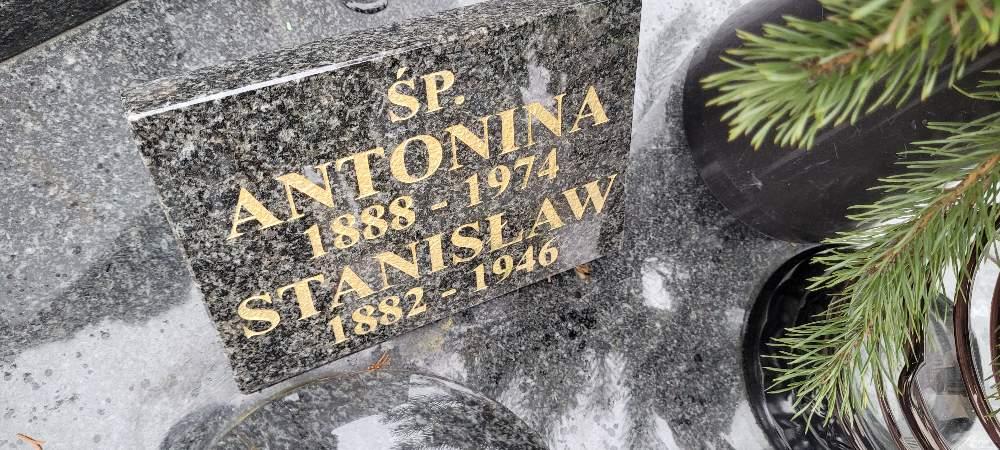 ŚP.
ANTONINA
1888 - 1974
STANISŁAW
1882 - 1946